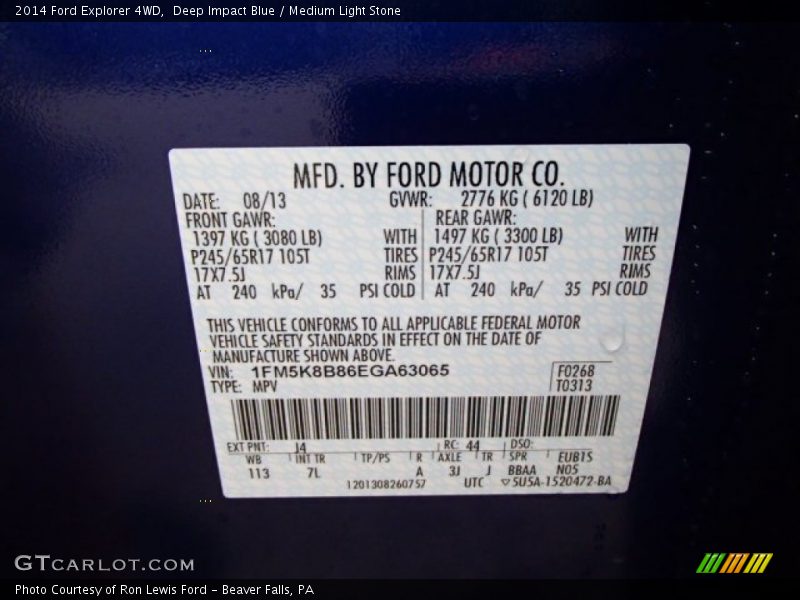 2014 Ford Explorer 4WD, Deep Impact Blue / Medium Light Stone
MFD. BY FORD MOTOR CO.
DATE: 08/13 GVWR: 2776 KG ( 6120 LB)
FRONT GAWR: REAR GAWR:
1397 KG ( 3080 LB) WITH 1497 KG ( 3300 LB) WITH
P245/65R17 105T TIRES P245/65R17 105T TIRES
17X7.5J RIMS 17X7.5J RIMS
AT 240 kPa/ 35 PSI COLD AT 240 kPa/ 35 PSI COLD
THIS VEHICLE CONFORMS TO ALL APPLICABLE FEDERAL MOTOR
VEHICLE SAFETY STANDARDS IN EFFECT ON THE DATE OF
MANUFACTURE SHOWN ABOVE.
VIN: 1FM5K8B86EGA63065 F0268
TYPE: MPV T0313
EXT PNT: J4 RC: 44 DSO:
WB INT TR TP/PS R AXLE TR SPR EUB15
113 7L A 3J J BBAA N05
1201308260757 UTC ▽5U5A-1520472-BA
GTCARLOT.COM
Photo Courtesy of Ron Lewis Ford - Beaver Falls, PA